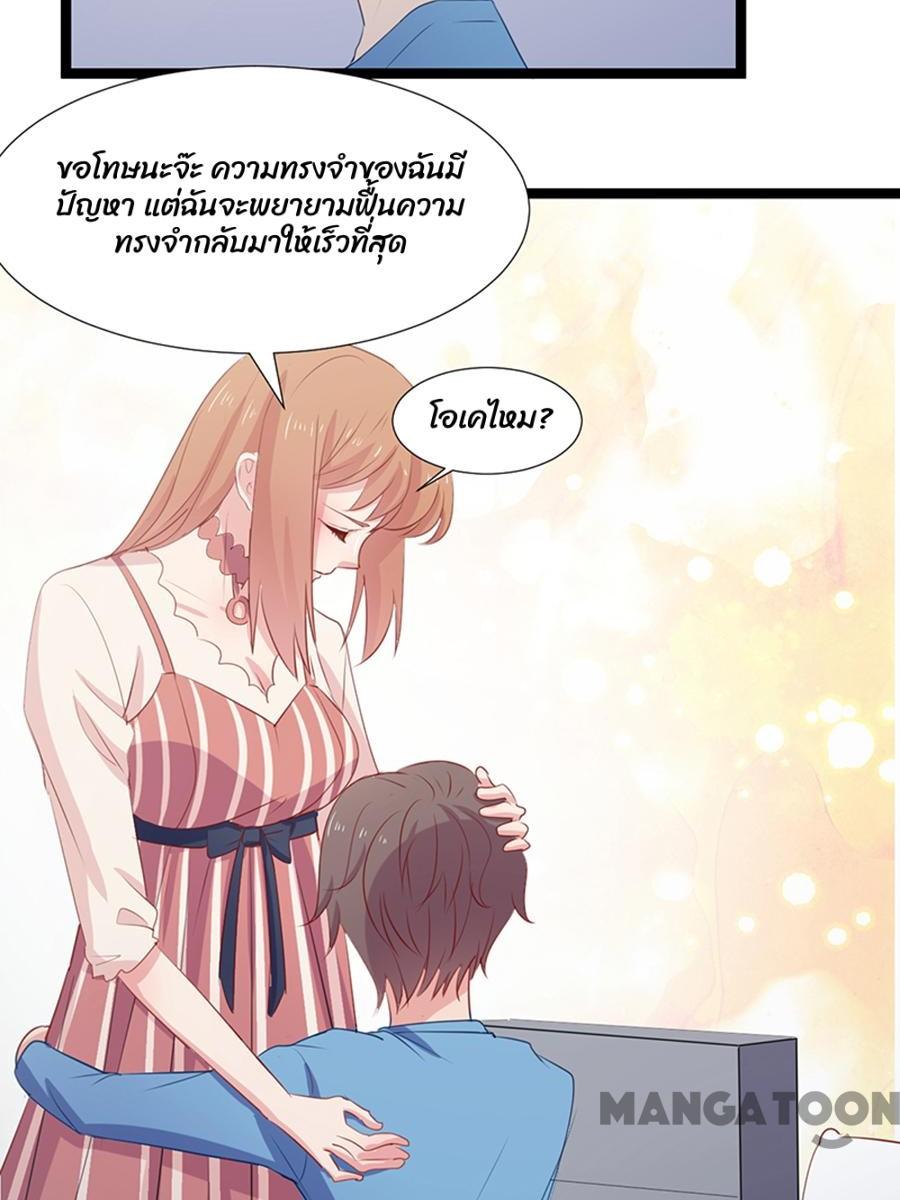 ขอโทษนะจ๊ะ ความทรงจำของฉันมี
ปัญหา แต่ฉันจะพยายามฟื้นความ
ทรงจำกลับมาให้เร็วที่สุด
โอเคไหม?
MANGATOON